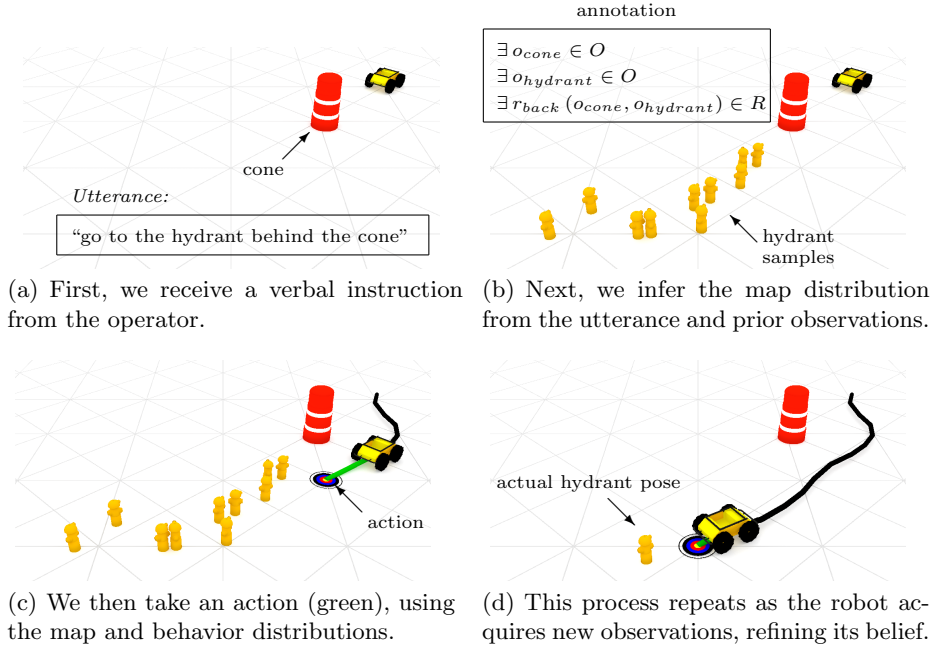 cone
Utterance:
“go to the hydrant behind the cone”
(a) First, we receive a verbal instruction
from the operator.
annotation
∃ o_cone ∈ O
∃ o_hydrant ∈ O
∃ r_back (o_cone, o_hydrant) ∈ R
hydrant
samples
(b) Next, we infer the map distribution
from the utterance and prior observations.
action
(c) We then take an action (green), using
the map and behavior distributions.
actual hydrant pose
(d) This process repeats as the robot ac-
quires new observations, refining its belief.